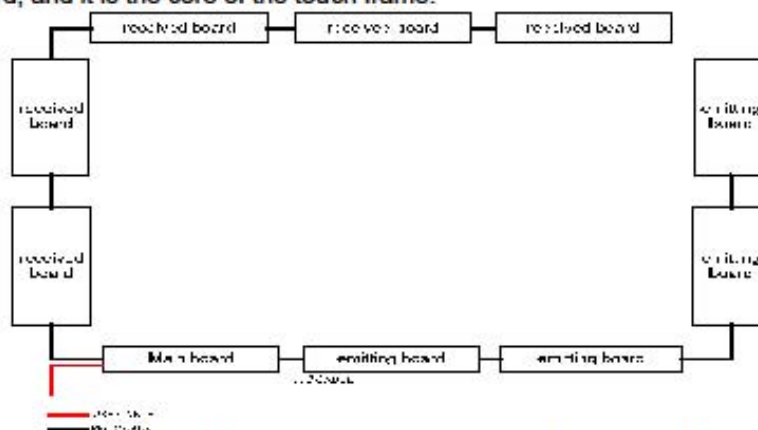 and it is the core of the touch frame.
received board received board received board
received
board
emitting
board
received
board
emitting
board
Main board emitting board emitting board